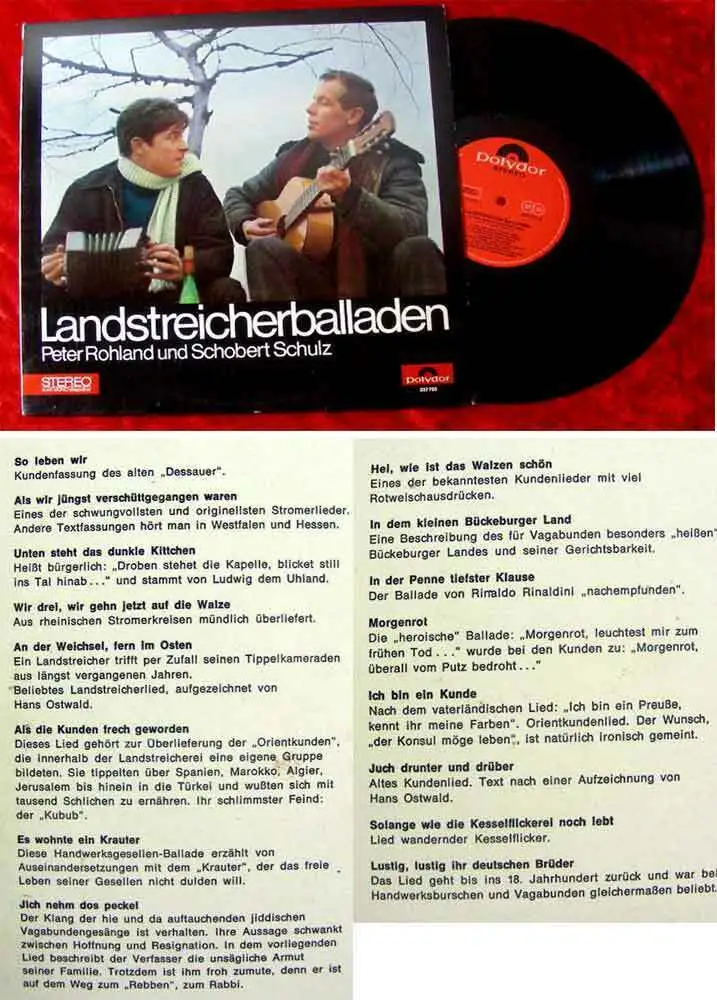 Landstreicherballaden
Peter Rohland und Schobert Schulz
STEREO
Polydor
Polydor
STEREO
So leben wir
Kundenfassung des alten „Dessauer".
Als wir jüngst verschüttgegangen waren
Eines der schwungvollsten und originellsten Stromerlieder.
Andere Textfassungen hört man in Westfalen und Hessen.
Unten steht das dunkle Kittchen
Heißt bürgerlich: „Droben stehet die Kapelle, blicket still
ins Tal hinab..." und stammt von Ludwig dem Uhland.
Wir drei, wir gehn jetzt auf die Walze
Aus rheinischen Stromerkreisen mündlich überliefert.
An der Weichsel, fern im Osten
Ein Landstreicher trifft per Zufall seinen Tippelkameraden
aus längst vergangenen Jahren.
Beliebtes Landstreicherlied, aufgezeichnet von
Hans Ostwald.
Als die Kunden frech geworden
Dieses Lied gehört zur Überlieferung der „Orientkunden",
die innerhalb der Landstreicherei eine eigene Gruppe
bildeten. Sie tippelten über Spanien, Marokko, Algier,
Jerusalem bis hinein in die Türkei und wußten sich mit
tausend Schlichen zu ernähren. Ihr schlimmster Feind:
der „Kubub".
Es wohnte ein Krauter
Diese Handwerksgesellen-Ballade erzählt von
Auseinandersetzungen mit dem „Krauter", der das freie
Leben seiner Gesellen nicht dulden will.
Jich nehm dos peckel
Der Klang der hie und da auftauchenden jiddischen
Vagabundengesänge ist verhalten. Ihre Aussage schwankt
zwischen Hoffnung und Resignation. In dem vorliegenden
Lied beschreibt der Verfasser die unsägliche Armut
seiner Familie. Trotzdem ist ihm froh zumute, denn er ist
auf dem Weg zum „Rebben", zum Rabbi.
Hei, wie ist das Walzen schön
Eines der bekanntesten Kundenlieder mit viel
Rotwelschausdrücken.
In dem kleinen Bückeburger Land
Eine Beschreibung des für Vagabunden besonders „heißen"
Bückeburger Landes und seiner Gerichtsbarkeit.
In der Penne tiefster Klause
Der Ballade von Rimaldo Rinaldini „nachempfunden".
Morgenrot
Die „heroische" Ballade: „Morgenrot, leuchtest mir zum
frühen Tod..." wurde bei den Kunden zu: „Morgenrot,
überall vom Putz bedroht..."
Ich bin ein Kunde
Nach dem vaterländischen Lied: „Ich bin ein Preuße,
kennt ihr meine Farben". Orientkundenlied. Der Wunsch,
„der Konsul möge leben", ist natürlich ironisch gemeint.
Juch drunter und drüber
Altes Kundenlied. Text nach einer Aufzeichnung von
Hans Ostwald.
Solange wie die Kesselflickerei noch lebt
Lied wandernder Kesselflicker.
Lustig, lustig ihr deutschen Brüder
Das Lied geht bis ins 18. Jahrhundert zurück und war bei
Handwerksburschen und Vagabunden gleichermaßen beliebt.